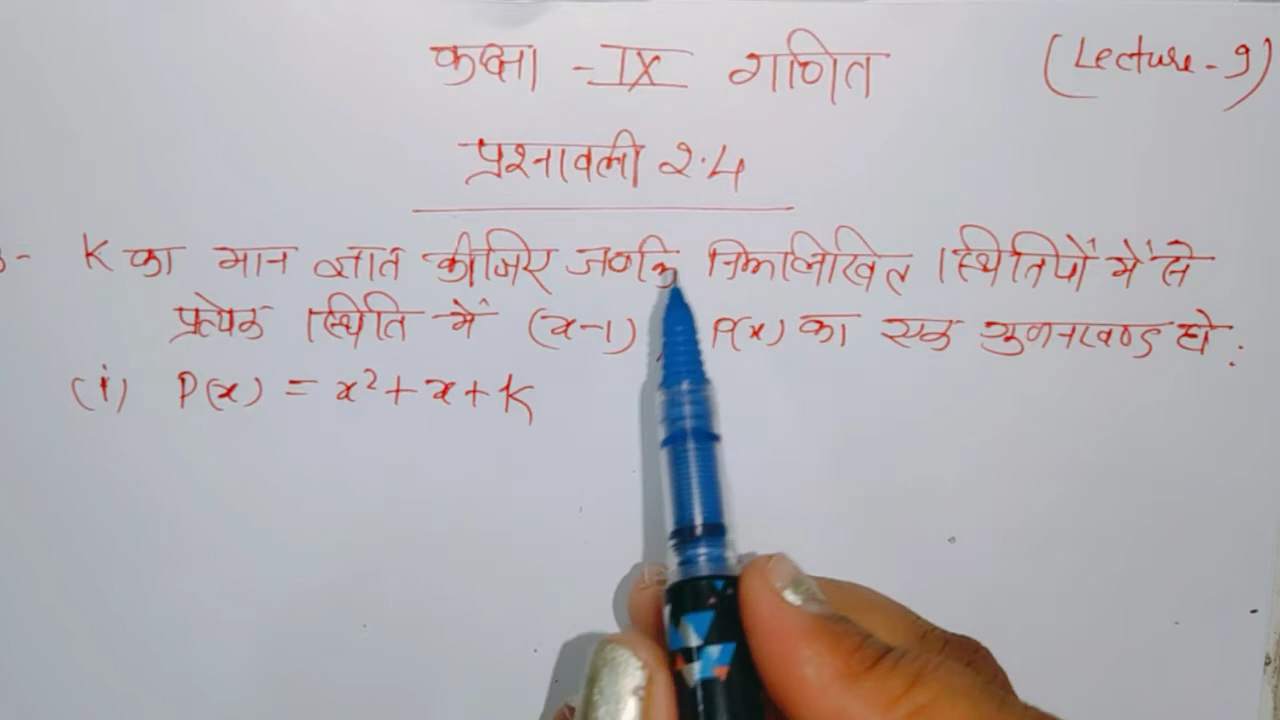 कक्षा - IX गणित (Lecture - 9)
प्रश्नावली 2.4
K का मान ज्ञात कीजिए जबकि निम्नलिखित स्थितियों में से
प्रत्येक स्थिति में (x-1), P(x) का एक गुणनखण्ड हो :
(i) P(x) = x² + x + K